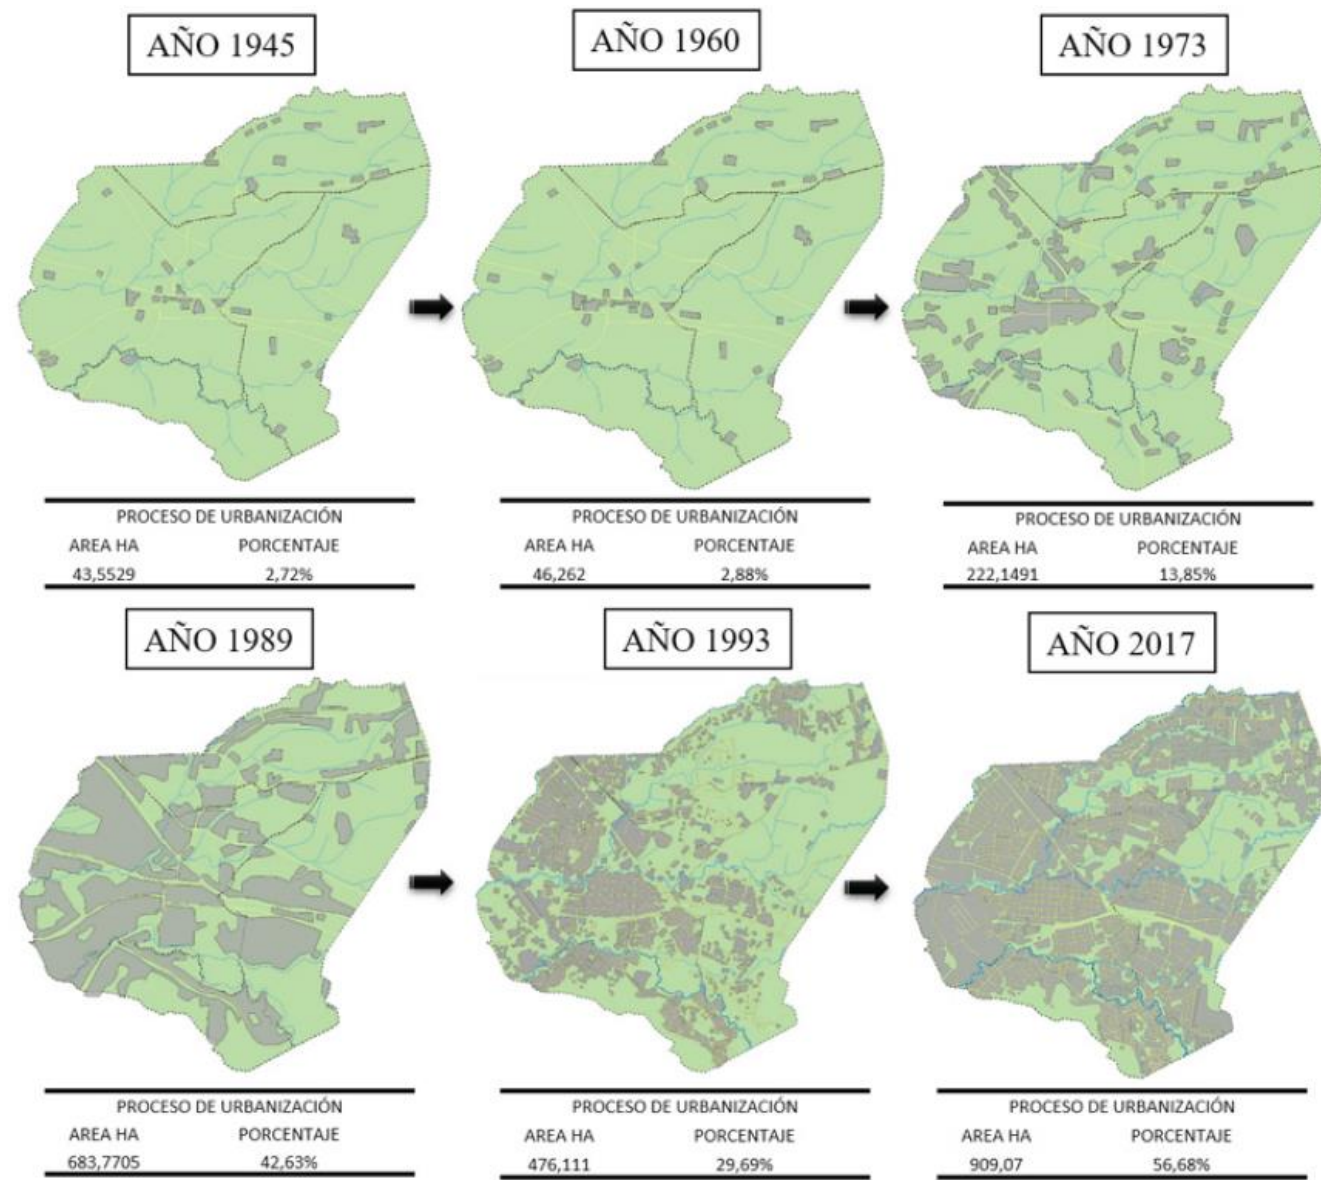 AÑO 1945
AÑO 1960
AÑO 1973
PROCESO DE URBANIZACIÓN
AREA HA PORCENTAJE
43,5529 2,72%
PROCESO DE URBANIZACIÓN
AREA HA PORCENTAJE
46,262 2,88%
PROCESO DE URBANIZACIÓN
AREA HA PORCENTAJE
222,1491 13,85%
AÑO 1989
AÑO 1993
AÑO 2017
PROCESO DE URBANIZACIÓN
AREA HA PORCENTAJE
683,7705 42,63%
PROCESO DE URBANIZACIÓN
AREA HA PORCENTAJE
476,111 29,69%
PROCESO DE URBANIZACIÓN
AREA HA PORCENTAJE
909,07 56,68%